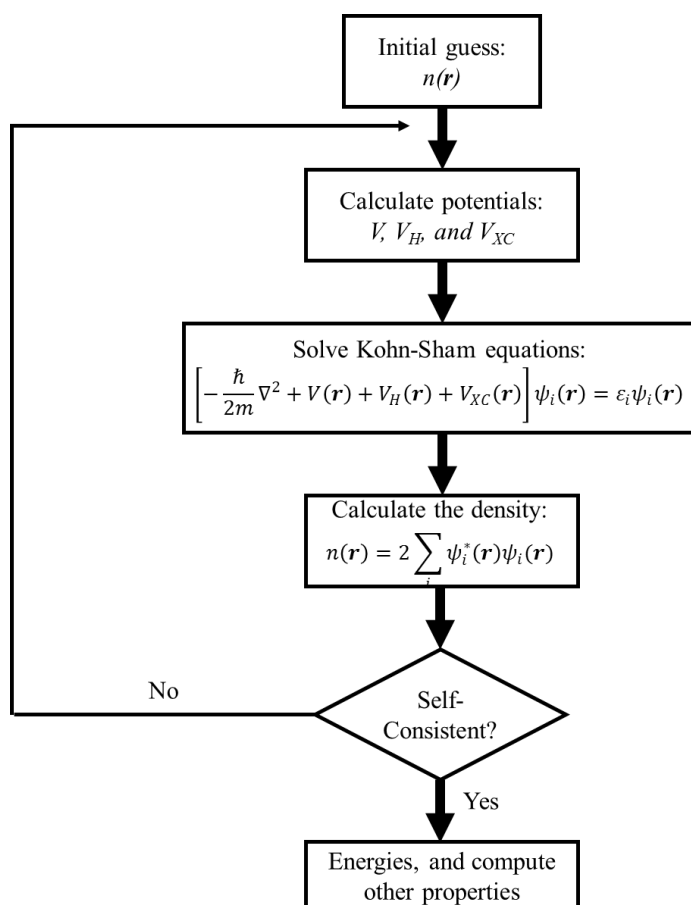 Initial guess:
n(r)
Calculate potentials:
V, V_H, and V_XC
Solve Kohn-Sham equations:
[-ℏ/2m ∇² + V(r) + V_H(r) + V_XC(r)] ψ_i(r) = ε_i ψ_i(r)
Calculate the density:
n(r) = 2 ∑_i ψ_i^*(r)ψ_i(r)
No
Self-
Consistent?
Yes
Energies, and compute
other properties